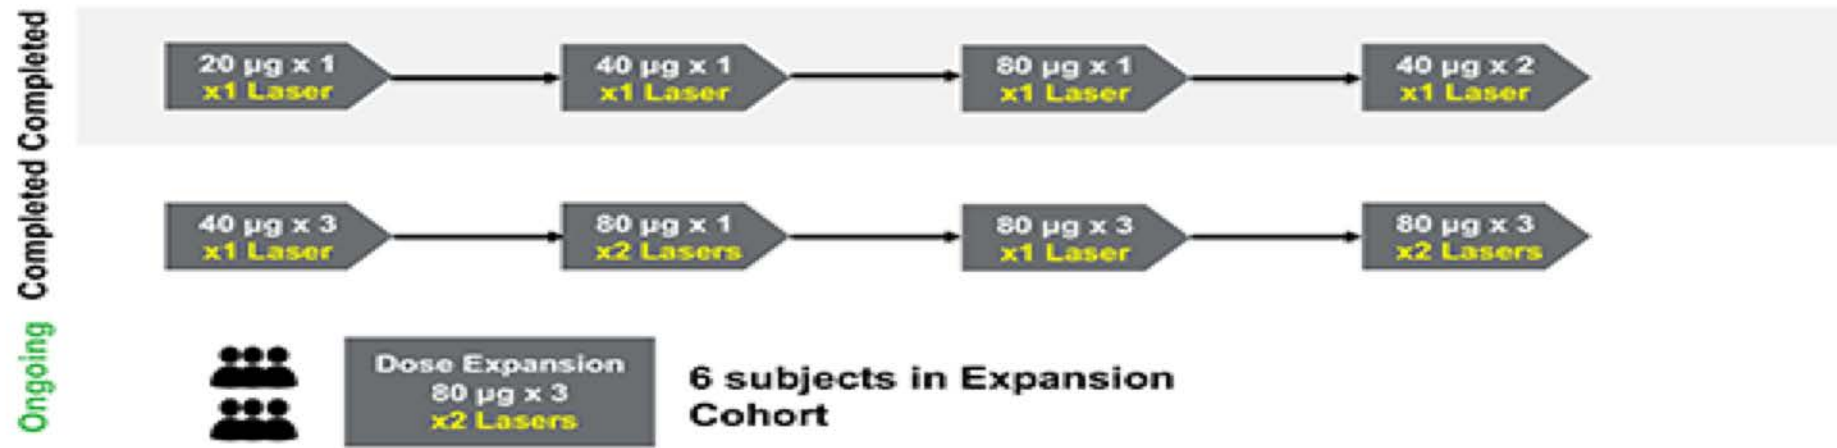 Completed
20 µg x 1
x1 Laser
40 µg x 1
x1 Laser
80 µg x 1
x1 Laser
40 µg x 2
x1 Laser
Completed
40 µg x 3
x1 Laser
80 µg x 1
x2 Lasers
80 µg x 3
x1 Laser
80 µg x 3
x2 Lasers
Ongoing
Dose Expansion
80 µg x 3
x2 Lasers
6 subjects in Expansion
Cohort